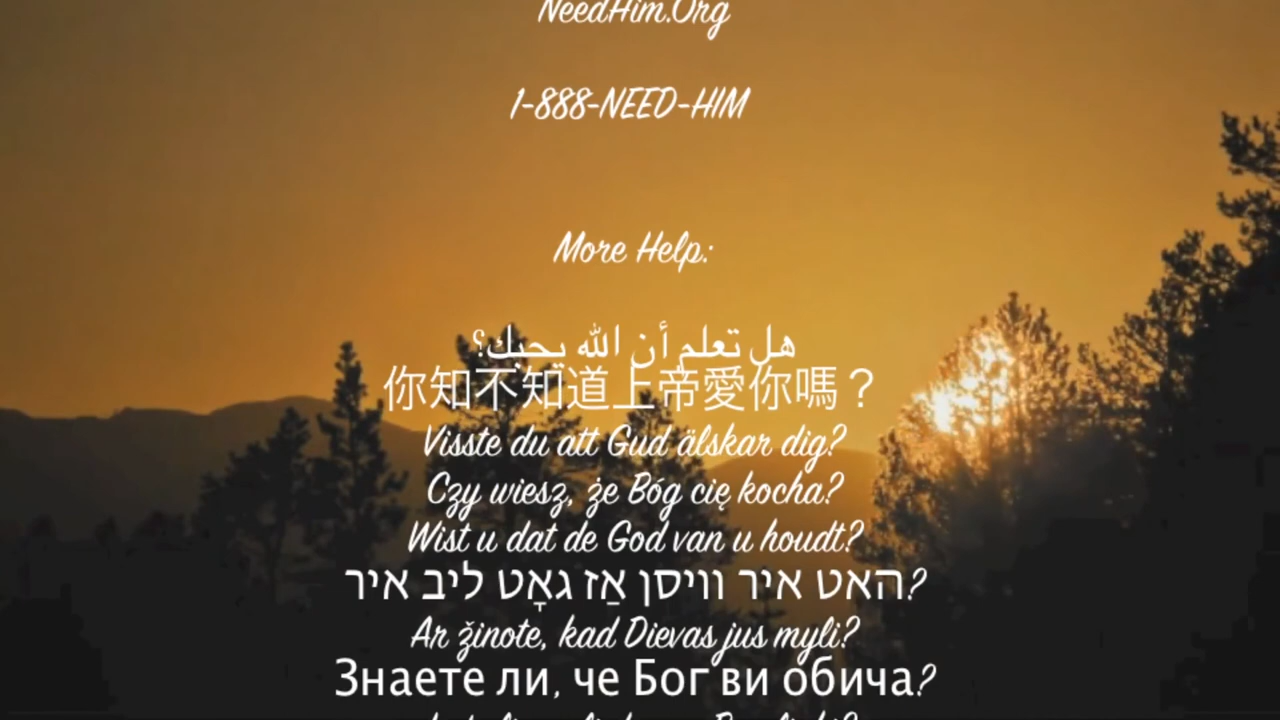 NeedHim.Org
1-888-NEED-HIM
More Help:
هل تعلم أن الله يحبك؟
你知不知道上帝愛你嗎？
Visste du att Gud älskar dig?
Czy wiesz, że Bóg cię kocha?
Wist u dat de God van u houdt?
האט איר וויסן אַז גאָט ליב איר?
Ar žinote, kad Dievas jus myli?
Знаете ли, че Бог ви обича?